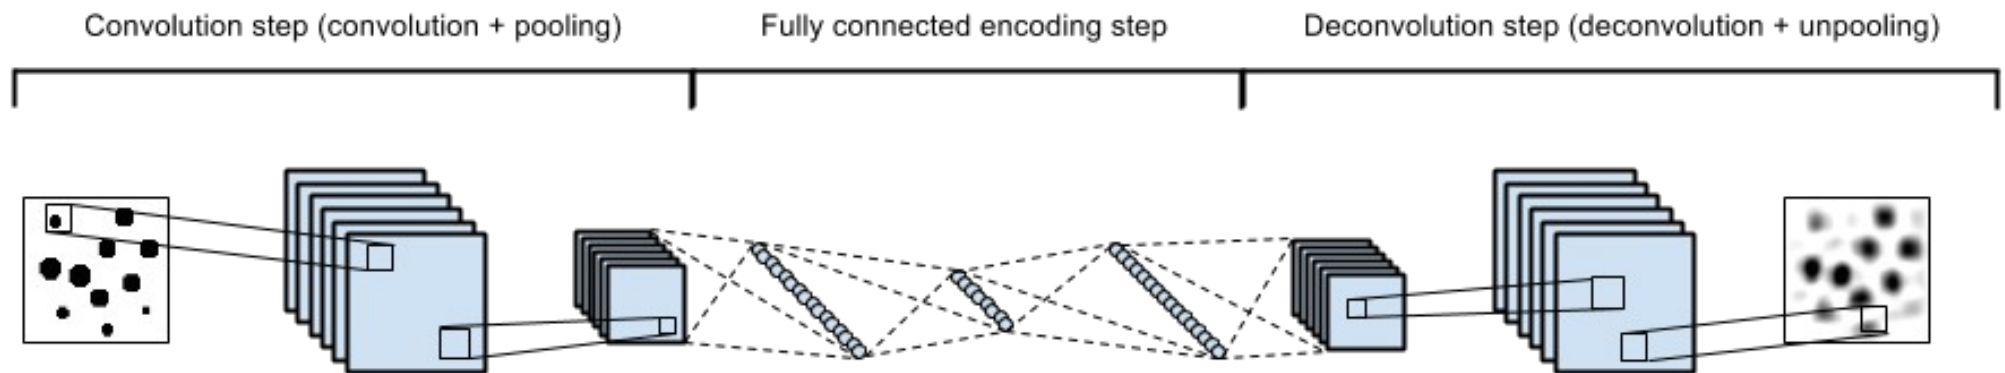 Convolution step (convolution + pooling)
Fully connected encoding step
Deconvolution step (deconvolution + unpooling)